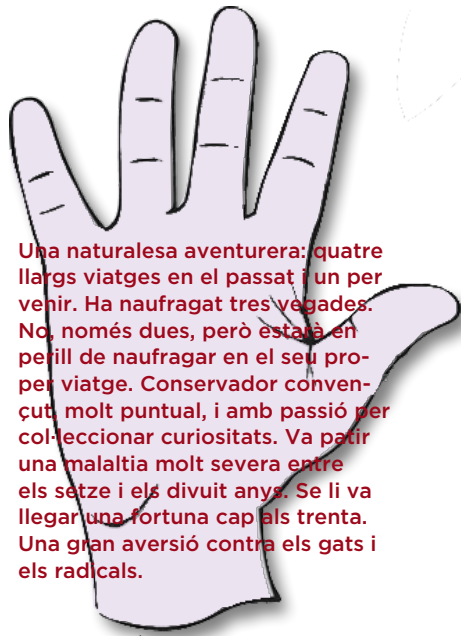 Una naturalesa aventurera: quatre
llargs viatges en el passat i un per
venir. Ha naufragat tres vegades.
No, només dues, però estarà en
perill de naufragar en el seu pro-
per viatge. Conservador conven-
çut, molt puntual, i amb passió per
col·leccionar curiositats. Va patir
una malaltia molt severa entre
els setze i els divuit anys. Se li va
llegar una fortuna cap als trenta.
Una gran aversió contra els gats i
els radicals.